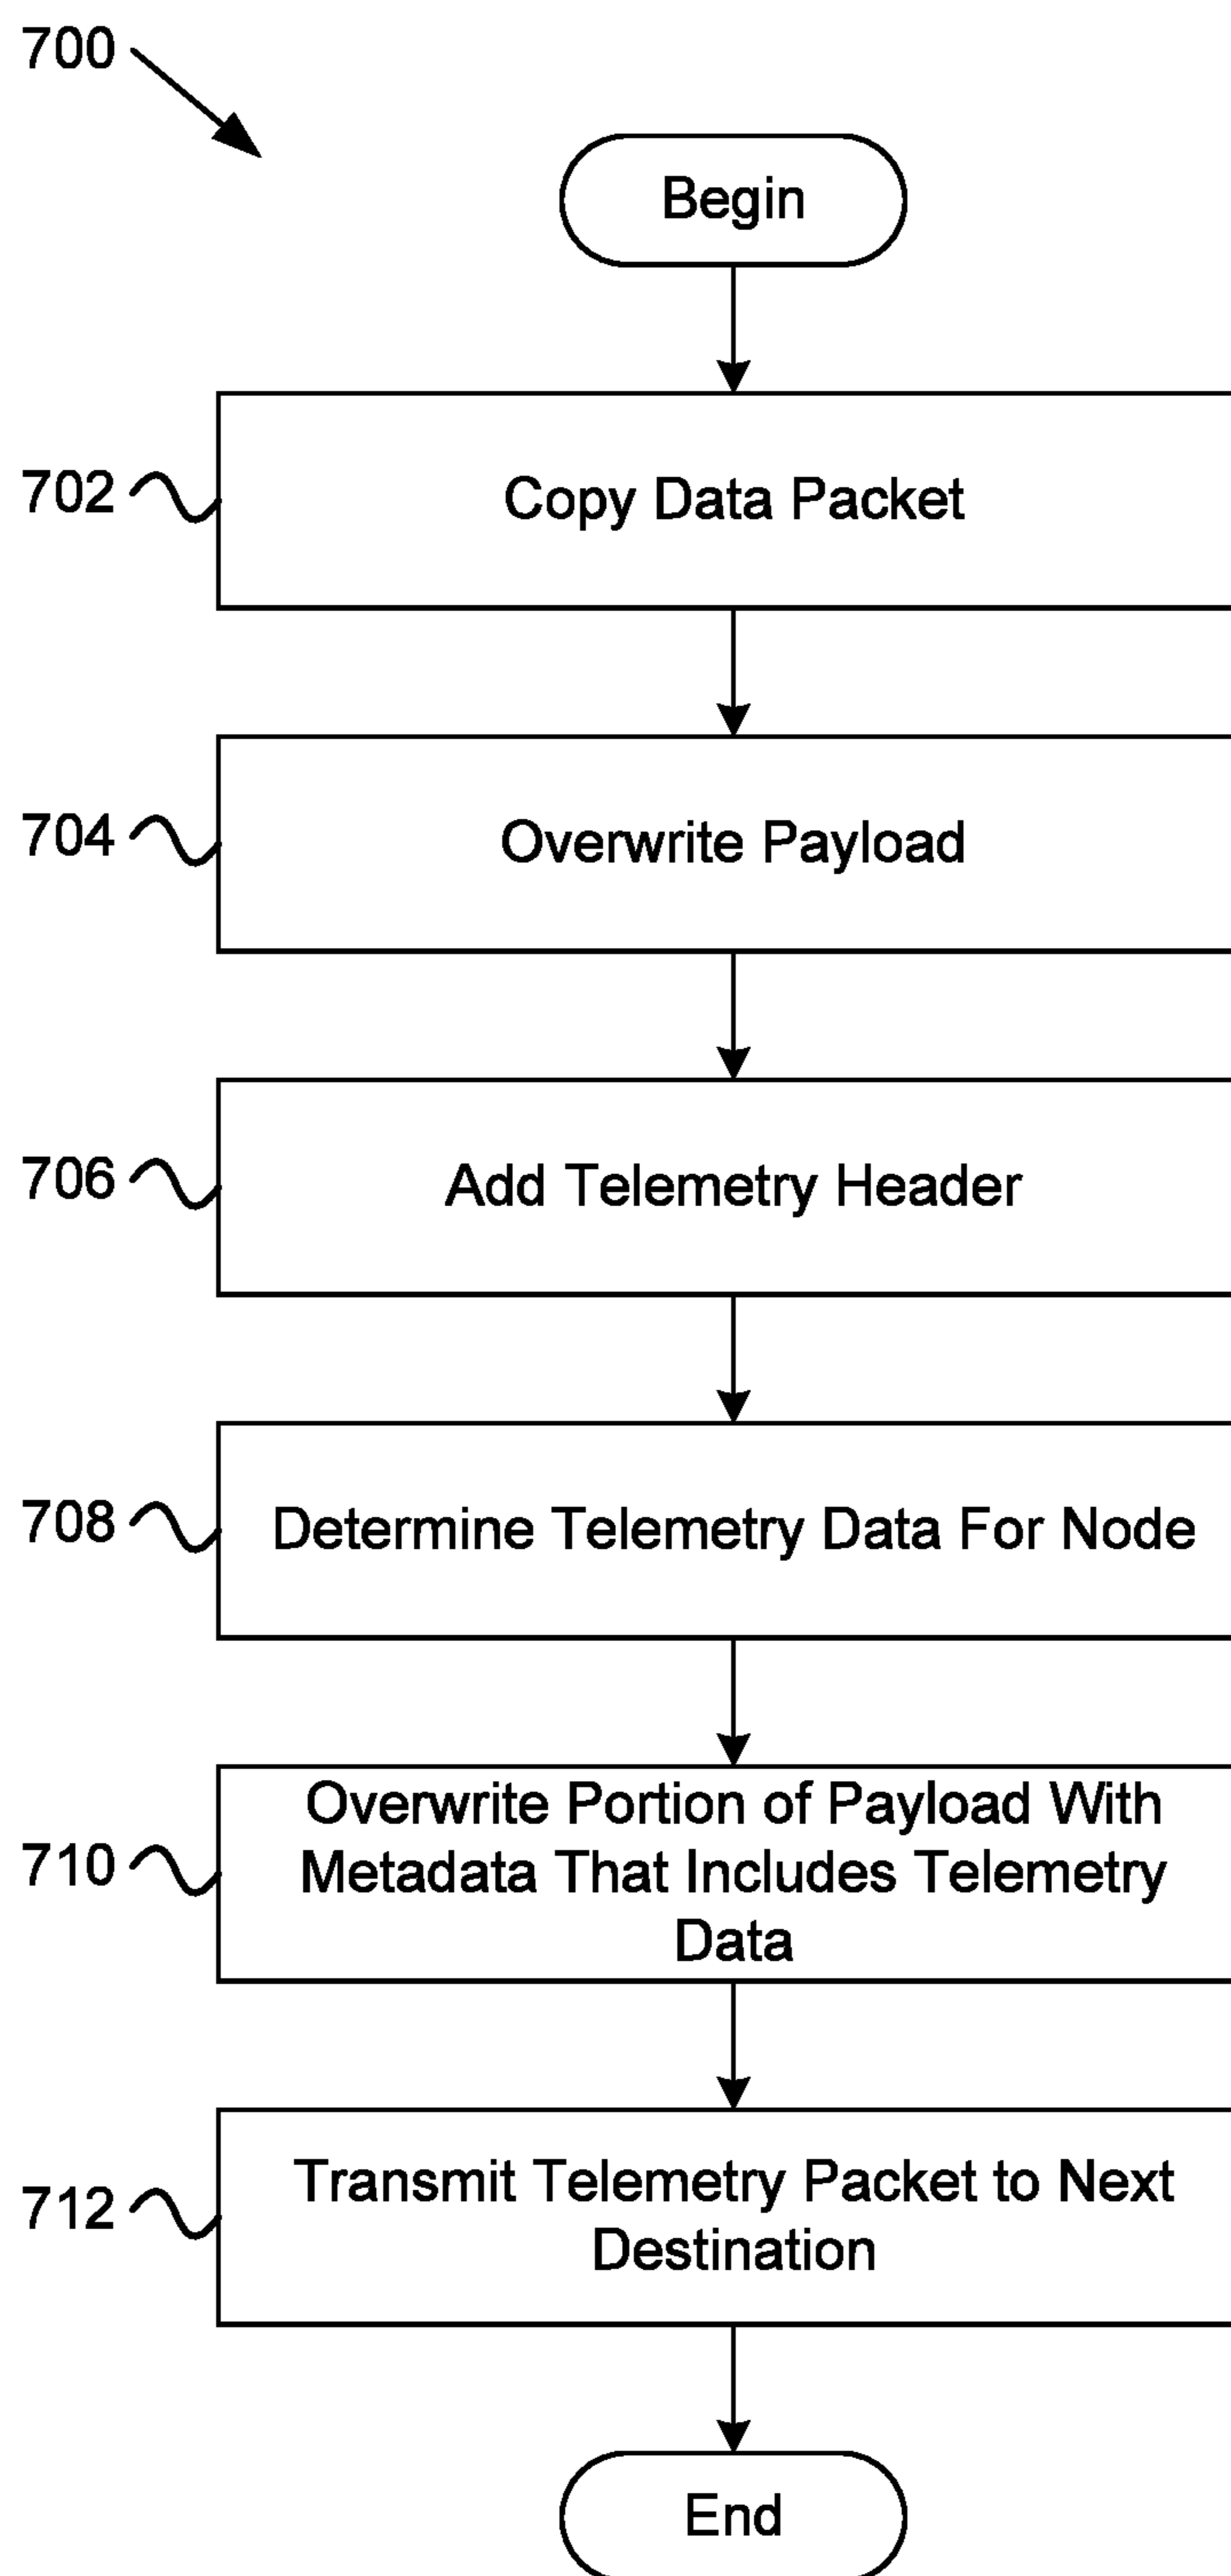 700
Begin
702
Copy Data Packet
704
Overwrite Payload
706
Add Telemetry Header
708
Determine Telemetry Data For Node
710
Overwrite Portion of Payload With
Metadata That Includes Telemetry
Data
712
Transmit Telemetry Packet to Next
Destination
End